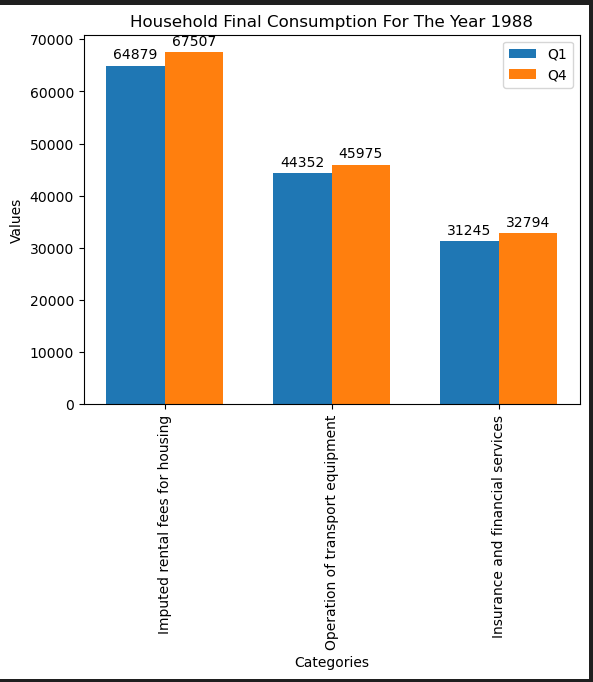 Household Final Consumption For The Year 1988
Q1
Q4
Values
70000
60000
50000
40000
30000
20000
10000
0
64879
67507
44352
45975
31245
32794
Imputed rental fees for housing
Operation of transport equipment
Insurance and financial services
Categories